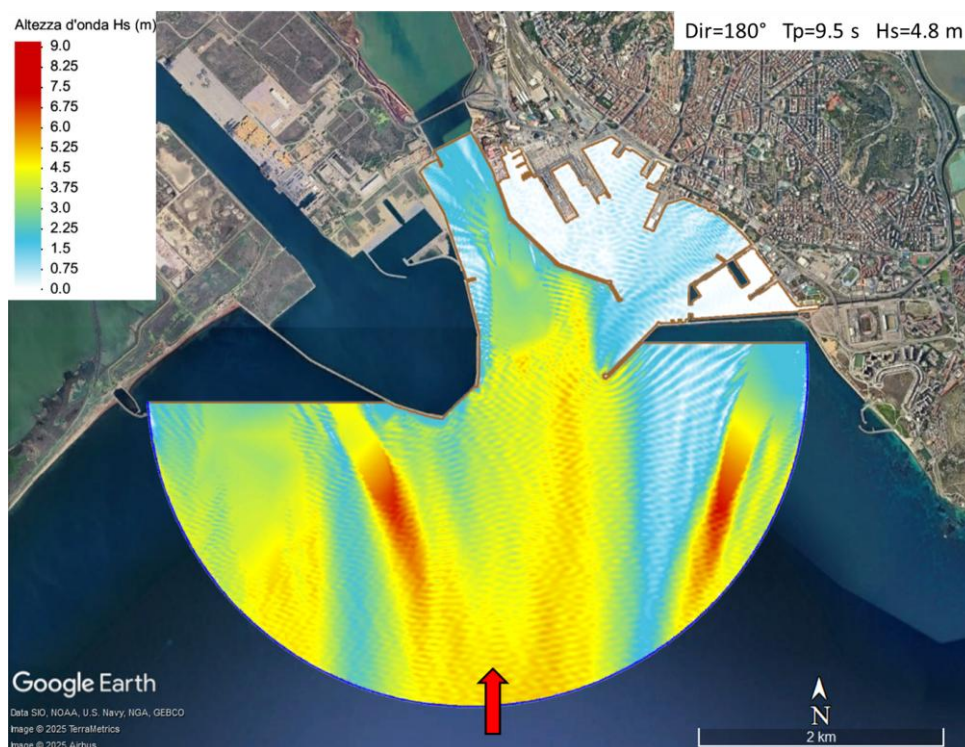 Altezza d'onda Hs (m)
9.0
8.25
7.5
6.75
6.0
5.25
4.5
3.75
3.0
2.25
1.5
0.75
0.0
Dir=180° Tp=9.5 s Hs=4.8 m
Google Earth
Data SIO, NOAA, U.S. Navy, NGA, GEBCO
Image © 2025 TerraMetrics
Image © 2025 Airbus
N
2 km